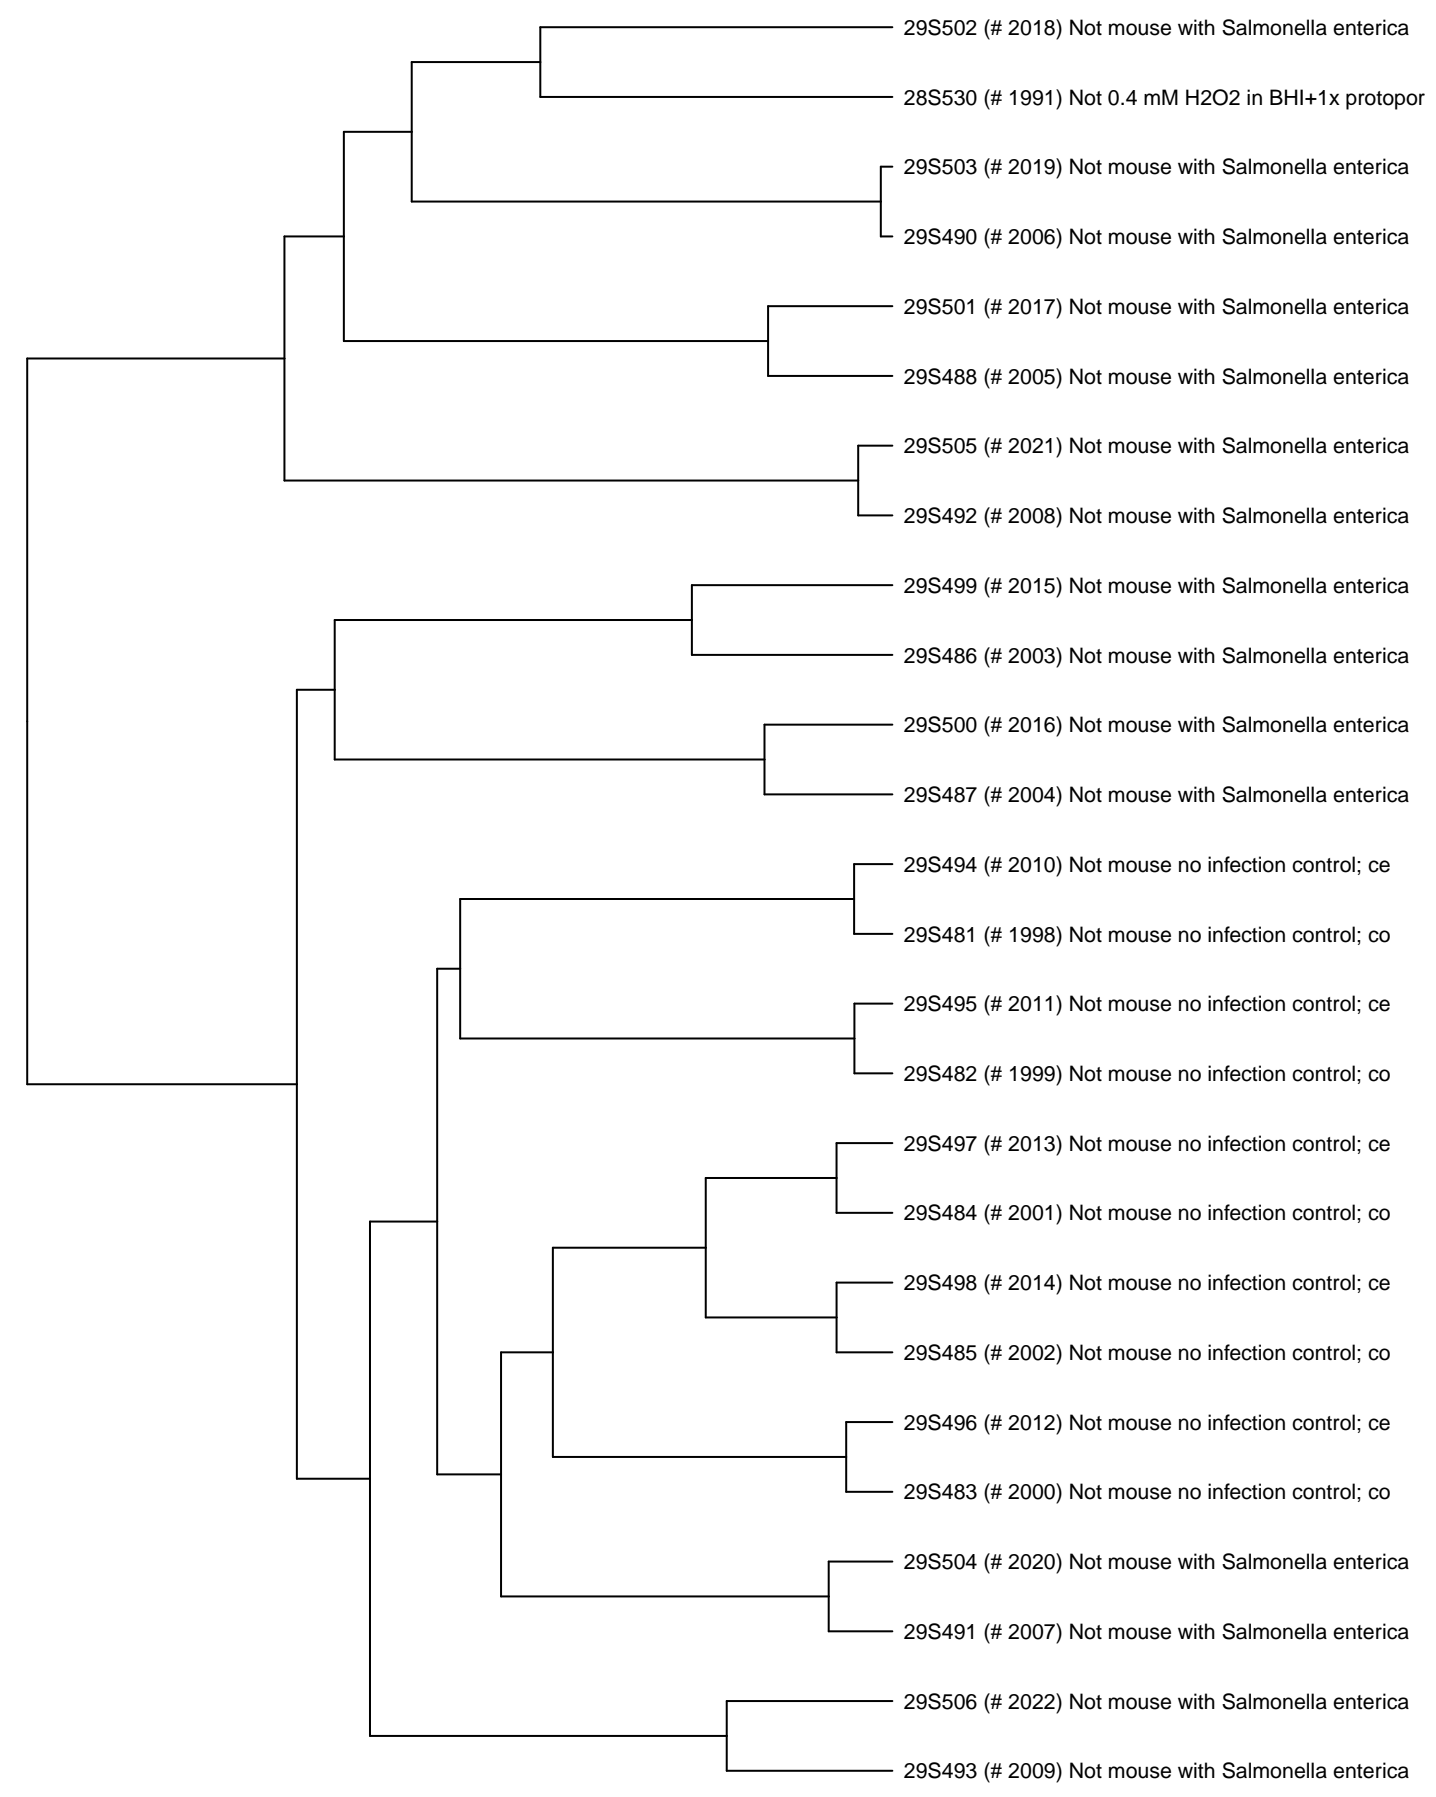 29S502 (# 2018) Not mouse with Salmonella enterica
28S530 (# 1991) Not 0.4 mM H2O2 in BHI+1x protopor
29S503 (# 2019) Not mouse with Salmonella enterica
29S490 (# 2006) Not mouse with Salmonella enterica
29S501 (# 2017) Not mouse with Salmonella enterica
29S488 (# 2005) Not mouse with Salmonella enterica
29S505 (# 2021) Not mouse with Salmonella enterica
29S492 (# 2008) Not mouse with Salmonella enterica
29S499 (# 2015) Not mouse with Salmonella enterica
29S486 (# 2003) Not mouse with Salmonella enterica
29S500 (# 2016) Not mouse with Salmonella enterica
29S487 (# 2004) Not mouse with Salmonella enterica
29S494 (# 2010) Not mouse no infection control; ce
29S481 (# 1998) Not mouse no infection control; co
29S495 (# 2011) Not mouse no infection control; ce
29S482 (# 1999) Not mouse no infection control; co
29S497 (# 2013) Not mouse no infection control; ce
29S484 (# 2001) Not mouse no infection control; co
29S498 (# 2014) Not mouse no infection control; ce
29S485 (# 2002) Not mouse no infection control; co
29S496 (# 2012) Not mouse no infection control; ce
29S483 (# 2000) Not mouse no infection control; co
29S504 (# 2020) Not mouse with Salmonella enterica
29S491 (# 2007) Not mouse with Salmonella enterica
29S506 (# 2022) Not mouse with Salmonella enterica
29S493 (# 2009) Not mouse with Salmonella enterica